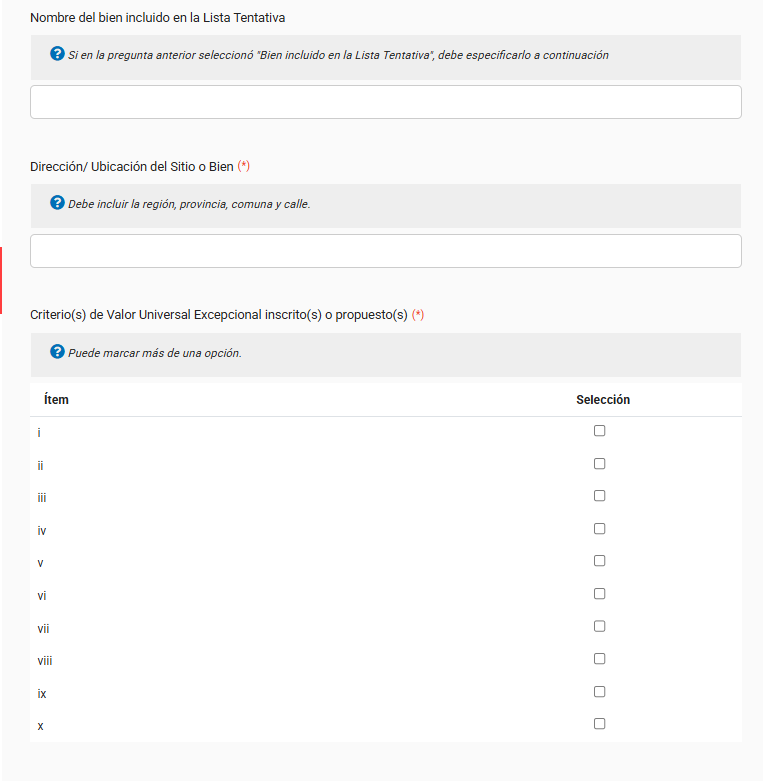 Nombre del bien incluido en la Lista Tentativa
Si en la pregunta anterior seleccionó "Bien incluido en la Lista Tentativa", debe especificarlo a continuación
Dirección/ Ubicación del Sitio o Bien (*)
Debe incluir la región, provincia, comuna y calle.
Criterio(s) de Valor Universal Excepcional inscrito(s) o propuesto(s) (*)
Puede marcar más de una opción.
Ítem Selección
i
ii
iii
iv
v
vi
vii
viii
ix
x